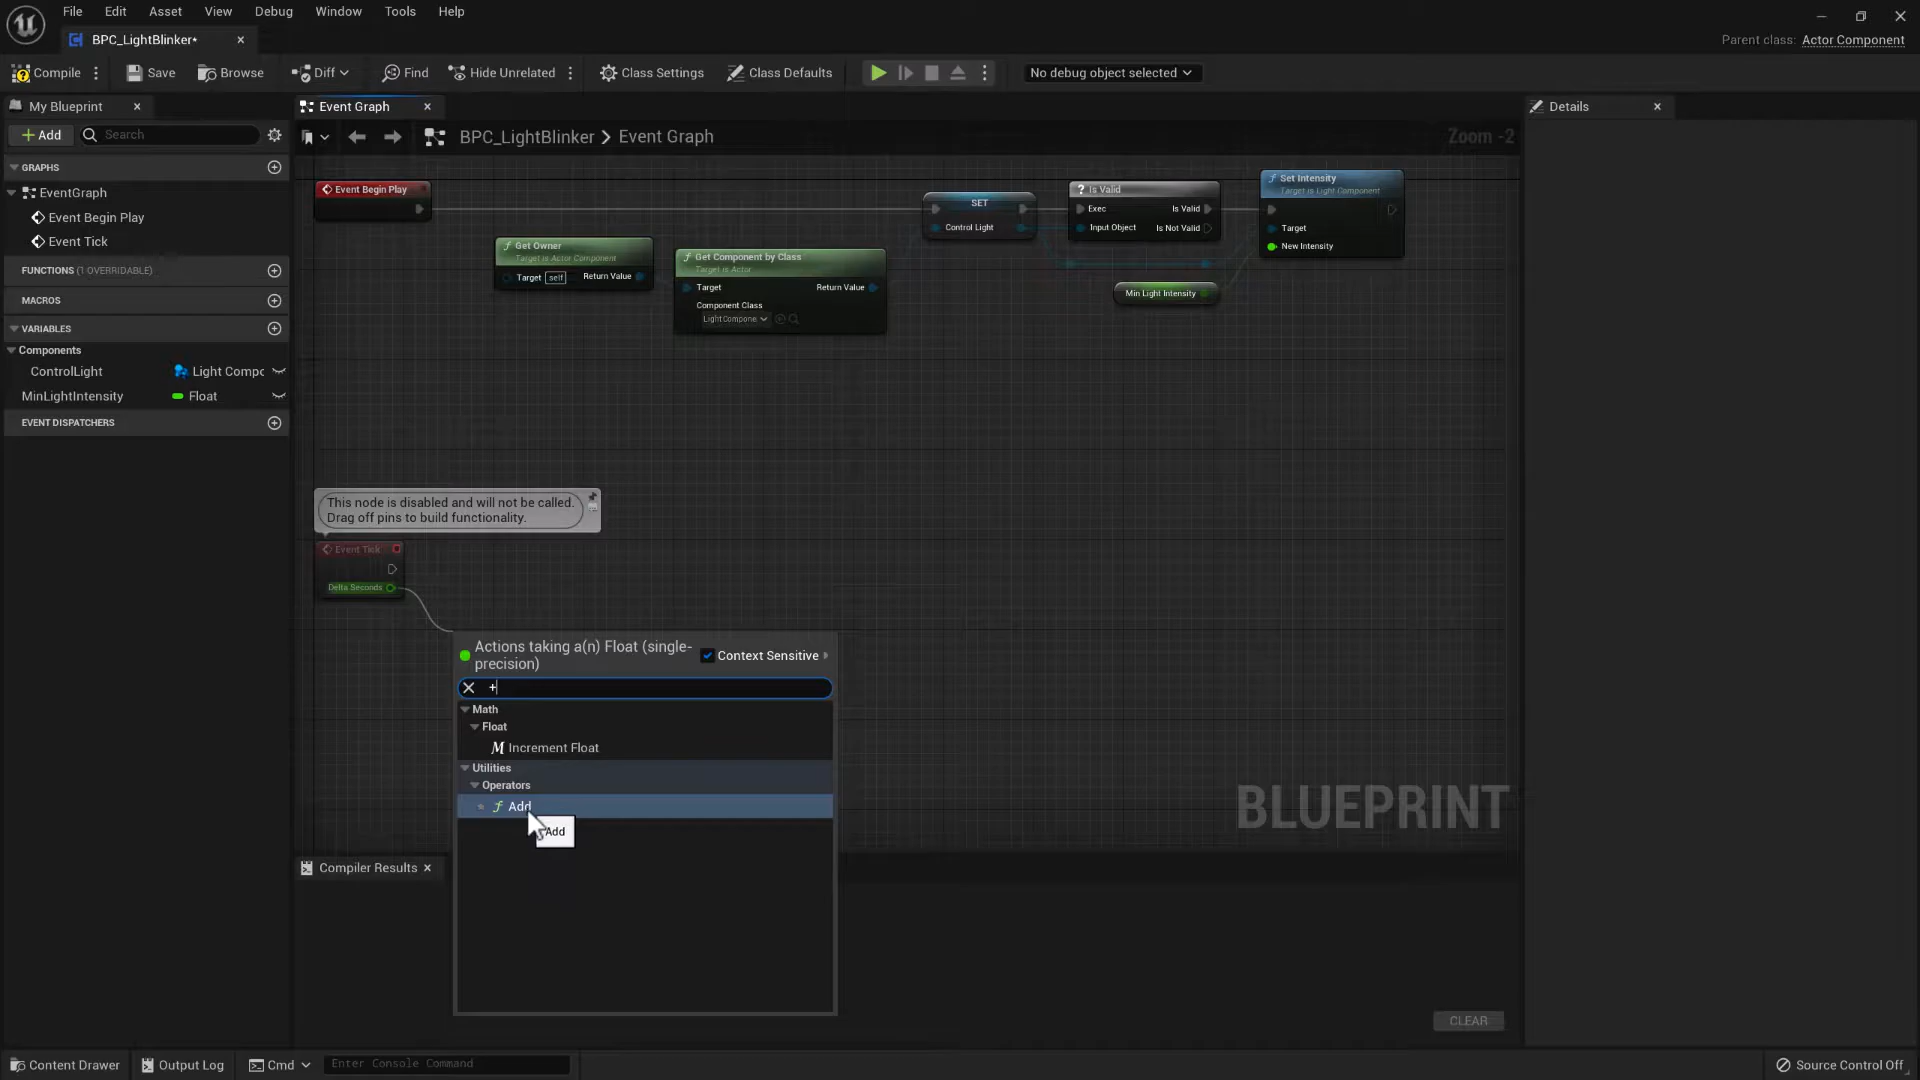 File Edit Asset View Debug Window Tools Help
BPC_LightBlinker*
Parent class: Actor Component
Compile Save Browse Diff Find Hide Unrelated Class Settings Class Defaults No debug object selected
My Blueprint
Event Graph
Details
+ Add Search
BPC_LightBlinker > Event Graph
Zoom -2
GRAPHS
EventGraph
Event Begin Play
Event Tick
FUNCTIONS (1 OVERRIDABLE)
MACROS
VARIABLES
Components
ControlLight Light Compc
MinLightIntensity Float
EVENT DISPATCHERS
Event Begin Play
Get Owner
Target is Actor Component
Target self Return Value
Get Component by Class
Target is Actor
Target Return Value
Component Class
LightCompone
SET
Control Light
? Is Valid
Exec Is Valid
Input Object Is Not Valid
Set Intensity
Target is Light Component
Target
New Intensity
Min Light Intensity
This node is disabled and will not be called.
Drag off pins to build functionality.
Event Tick
Delta Seconds
Actions taking a(n) Float (single-
precision)
Context Sensitive
+
Math
Float
Increment Float
Utilities
Operators
Add
Add
BLUEPRINT
Compiler Results
CLEAR
Content Drawer Output Log Cmd Enter Console Command Source Control Off